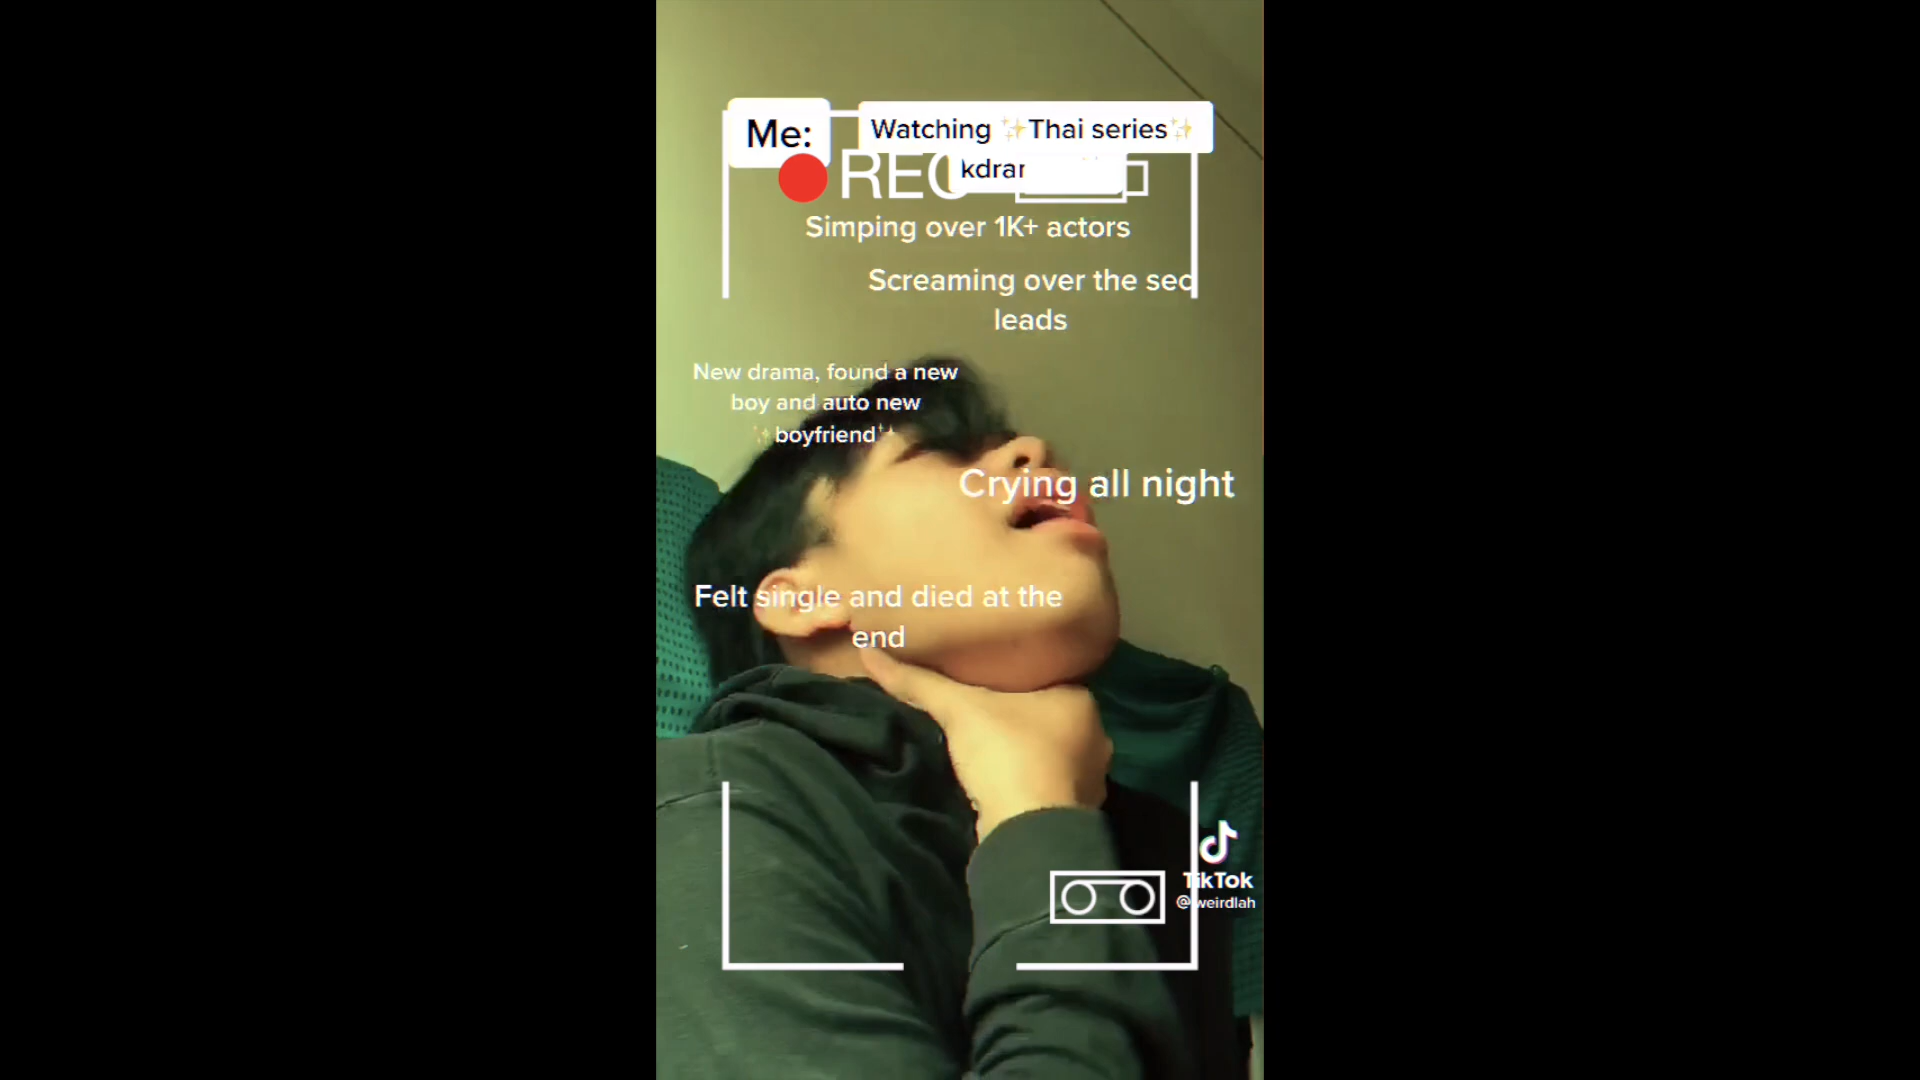 Me:
Watching ✨Thai series✨
REC
Simping over 1K+ actors
Screaming over the sec
leads
New drama, found a new
boy and auto new
✨boyfriend✨
Crying all night
Felt single and died at the
end
TikTok
@weirdlah